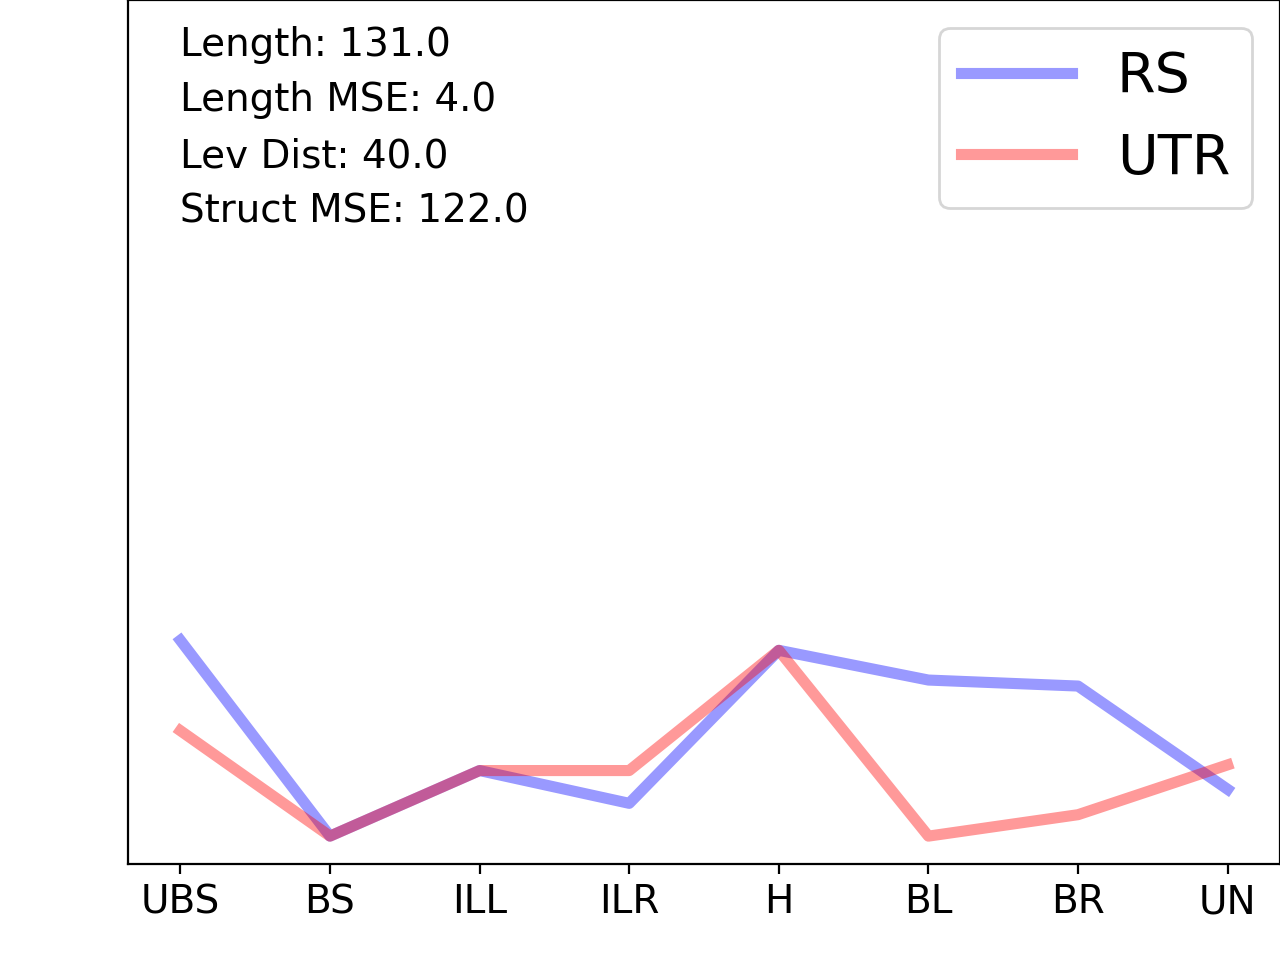 Length: 131.0
Length MSE: 4.0
Lev Dist: 40.0
Struct MSE: 122.0
RS
UTR
UBS BS ILL ILR H BL BR UN